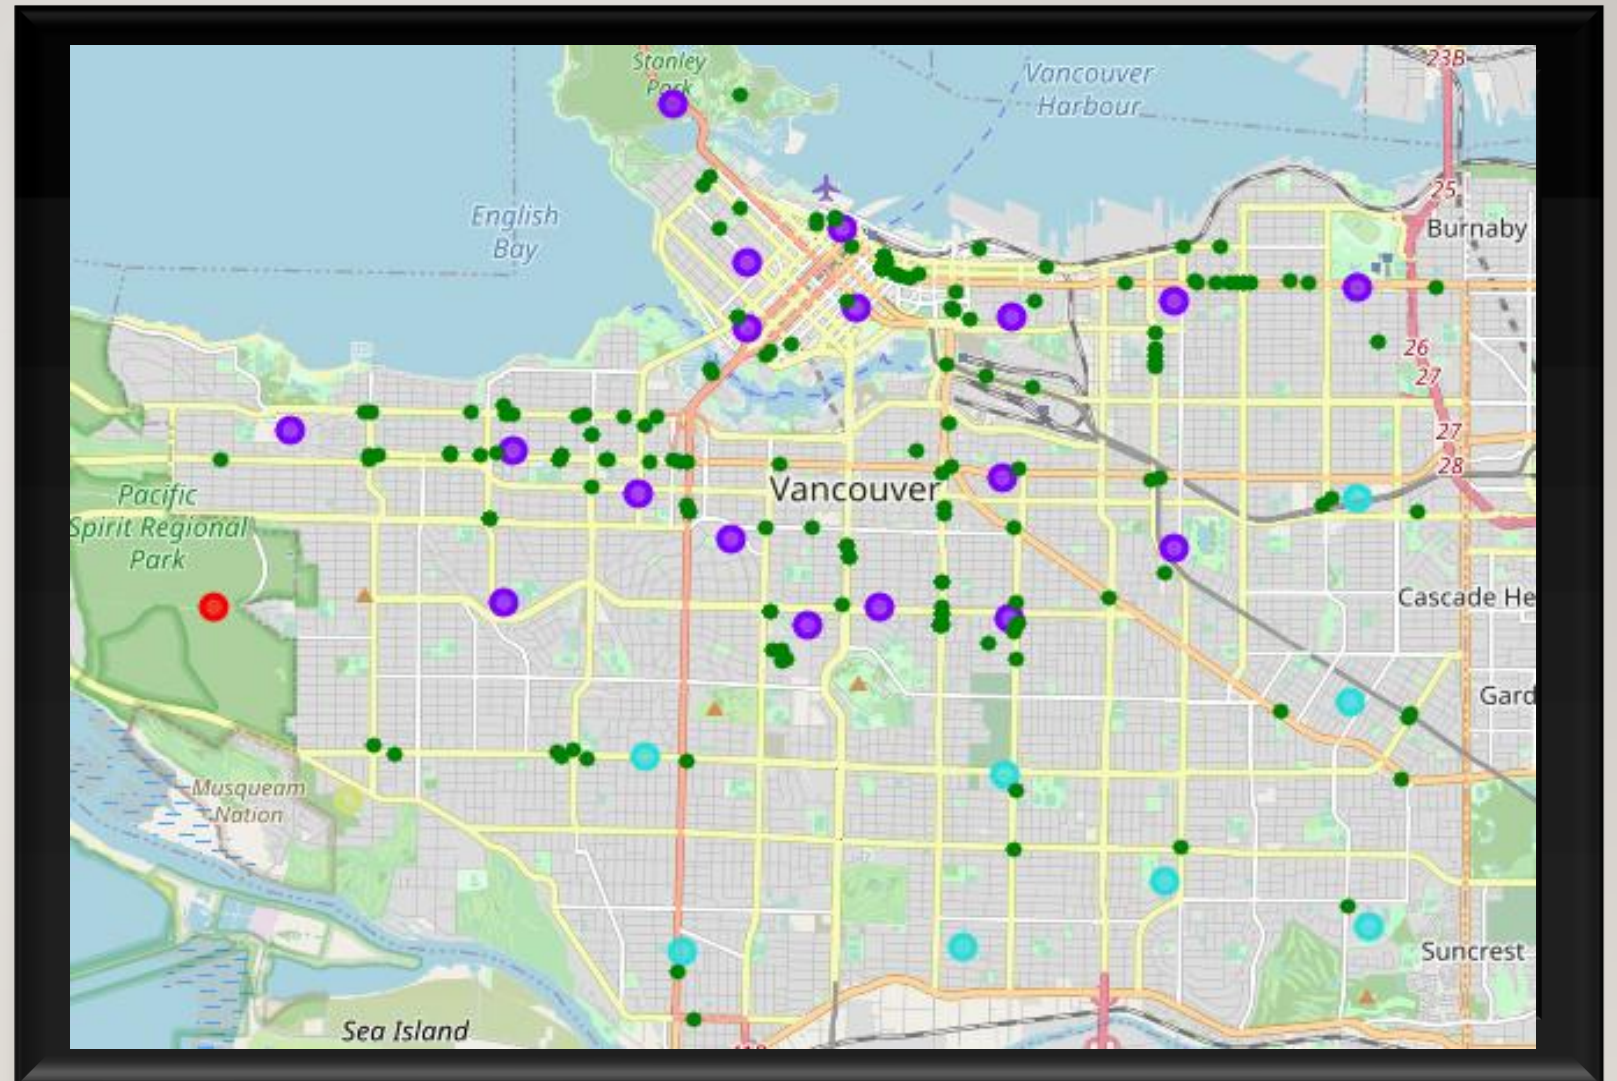 Stanley
Park
Vancouver
Harbour
23B
English
Bay
25
Burnaby
26
27
27
28
Vancouver
Pacific
Spirit Regional
Park
Cascade He
Gard
Musqueam
Nation
Suncrest
Sea Island